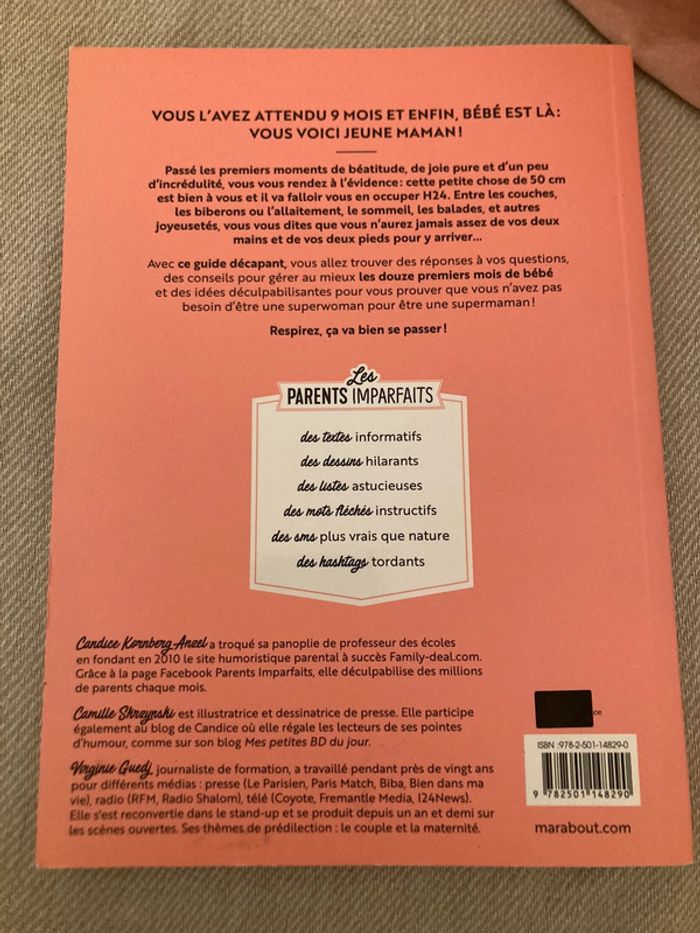 VOUS L'AVEZ ATTENDU 9 MOIS ET ENFIN, BÉBÉ EST LÀ :
VOUS VOICI JEUNE MAMAN !
Passé les premiers moments de béatitude, de joie pure et d'un peu
d'incrédulité, vous vous rendez à l'évidence : cette petite chose de 50 cm
est bien à vous et il va falloir vous en occuper H24. Entre les couches,
les biberons ou l'allaitement, le sommeil, les balades, et autres
joyeusetés, vous vous dites que vous n'aurez jamais assez de vos deux
mains et de vos deux pieds pour y arriver...
Avec ce guide décapant, vous allez trouver des réponses à vos questions,
des conseils pour gérer au mieux les douze premiers mois de bébé
et des idées déculpabilisantes pour vous prouver que vous n'avez pas
besoin d'être une superwoman pour être une supermaman !
Respirez, ça va bien se passer !
Les
PARENTS IMPARFAITS
des textes informatifs
des dessins hilarants
des listes astucieuses
des mots fléchés instructifs
des sms plus vrais que nature
des hashtags tordants
Candice Kornberg Anzel a troqué sa panoplie de professeur des écoles
en fondant en 2010 le site humoristique parental à succès Family-deal.com.
Grâce à la page Facebook Parents Imparfaits, elle déculpabilise des millions
de parents chaque mois.
Camille Skrzynski est illustratrice et dessinatrice de presse. Elle participe
également au blog de Candice où elle régale les lecteurs de ses pointes
d'humour, comme sur son blog Mes petites BD du jour.
Virginie Guedj, journaliste de formation, a travaillé pendant près de vingt ans
pour différents médias : presse (Le Parisien, Paris Match, Biba, Bien dans ma
vie), radio (RFM, Radio Shalom), télé (Coyote, Fremantle Media, I24News).
Elle s'est reconvertie dans le stand-up et se produit depuis un an et demi sur
les scènes ouvertes. Ses thèmes de prédilection : le couple et la maternité.
ISBN :978-2-501-14829-0
9 782501 148290
marabout.com